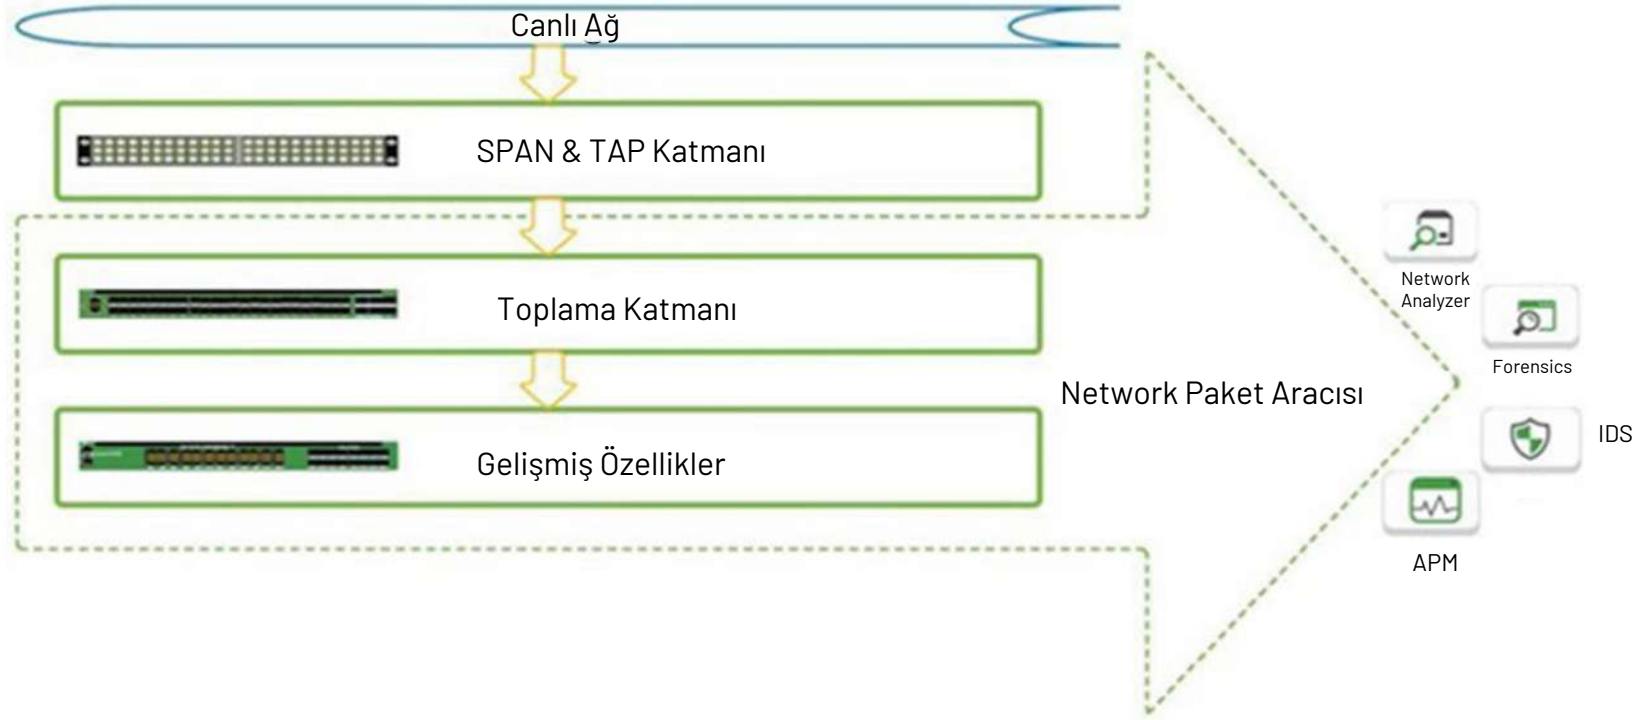 Canlı Ağ
SPAN & TAP Katmanı
Toplama Katmanı
Gelişmiş Özellikler
Network Paket Aracısı
Network
Analyzer
Forensics
IDS
APM